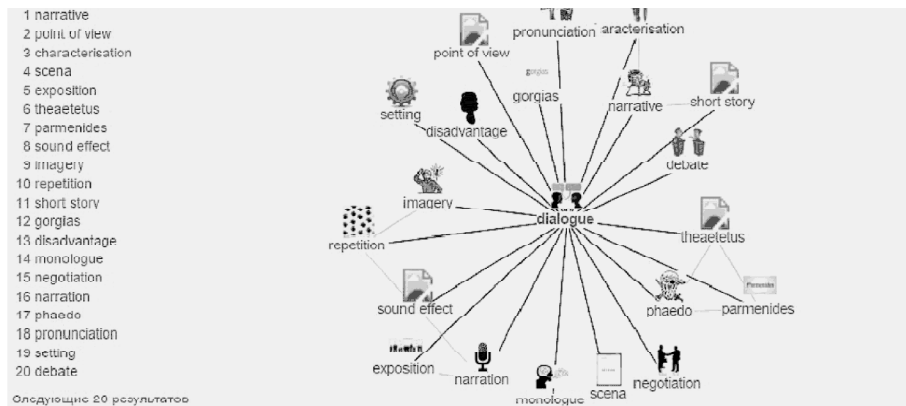 1 narrative
2 point of view
3 characterisation
4 scena
5 exposition
6 theaetetus
7 parmenides
8 sound effect
9 imagery
10 repetition
11 short story
12 gorgias
13 disadvantage
14 monologue
15 negotiation
16 narration
17 phaedo
18 pronunciation
19 setting
20 debate
Следующие 20 результатов
pronunciation
aracterisation
point of view
gorgias
gorgias
narrative
short story
setting
disadvantage
debate
imagery
dialogue
repetition
theaetetus
sound effect
Parmenides
phaedo
parmenides
exposition
narration
monologue
scena
negotiation